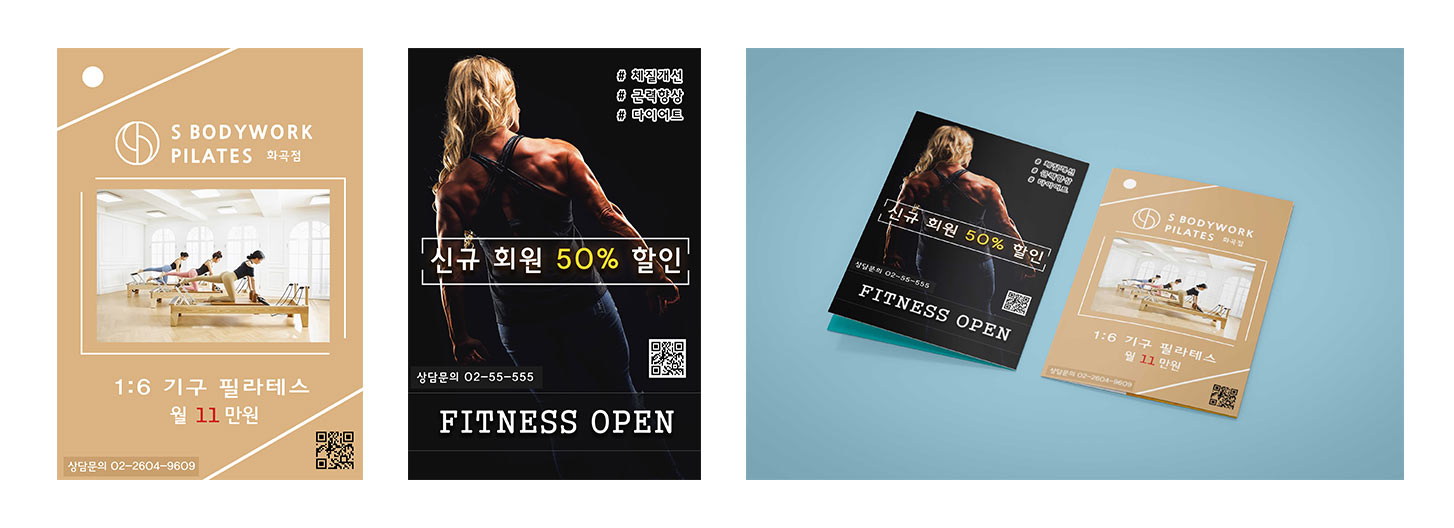 S BODYWORK
PILATES 화곡점
1:6 기구 필라테스
월 11 만원
상담문의 02-2604-9609
# 체질개선
# 근력향상
# 다이어트
신규 회원 50% 할인
상담문의 02-55-555
FITNESS OPEN
# 체질개선
# 근력향상
# 다이어트
신규 회원 50% 할인
상담문의 02-55-555
FITNESS OPEN
S BODYWORK
PILATES 화곡점
1:6 기구 필라테스
월 11 만원
상담문의 02-2604-9609